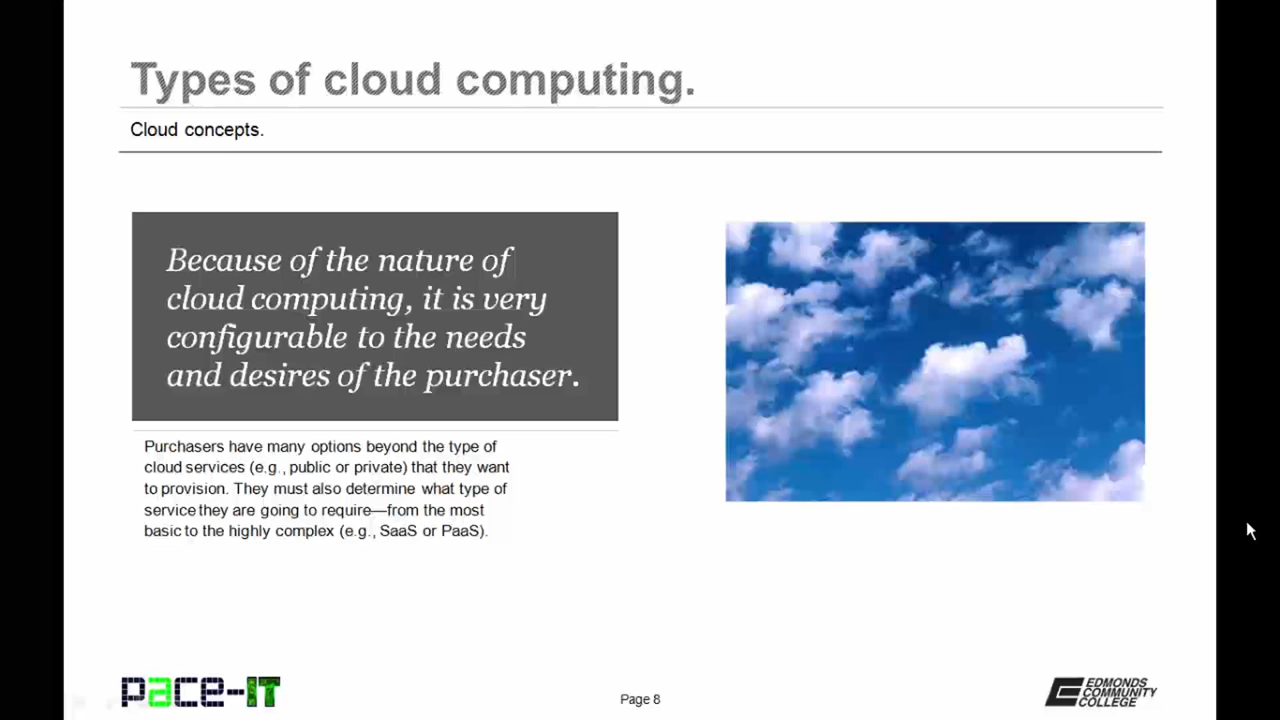 Types of cloud computing.
Cloud concepts.
Because of the nature of
cloud computing, it is very
configurable to the needs
and desires of the purchaser.
Purchasers have many options beyond the type of
cloud services (e.g., public or private) that they want
to provision. They must also determine what type of
service they are going to require—from the most
basic to the highly complex (e.g., SaaS or PaaS).
pace-IT
Page 8
EDMONDS
COMMUNITY
COLLEGE